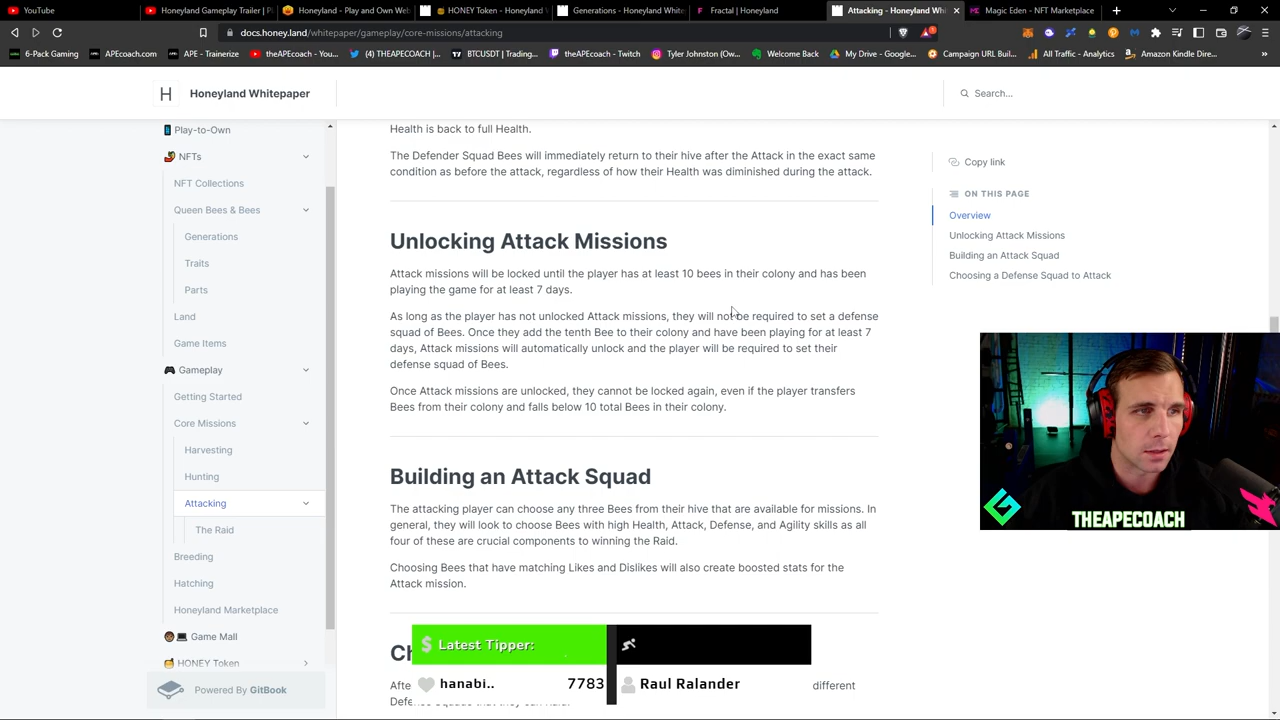 YouTube
Honeyland Gameplay Trailer | P
Honeyland - Play and Own Web
HONEY Token - Honeyland W
Generations - Honeyland White
Fractal | Honeyland
Attacking - Honeyland Whi
Magic Eden - NFT Marketplace
docs.honey.land/whitepaper/gameplay/core-missions/attacking
6-Pack Gaming
APEcoach.com
APE - Trainerize
theAPEcoach - You...
(4) THEAPECOACH |...
BTCUSDT | Trading...
theAPEcoach - Twitch
Tyler Johnston (Ow...
Welcome Back
My Drive - Google...
Campaign URL Buil...
All Traffic - Analytics
Amazon Kindle Dire...
H
Honeyland Whitepaper
Search...
Play-to-Own
NFTs
NFT Collections
Queen Bees & Bees
Generations
Traits
Parts
Land
Game Items
Gameplay
Getting Started
Core Missions
Harvesting
Hunting
Attacking
The Raid
Breeding
Hatching
Honeyland Marketplace
Game Mall
HONEY Token
Powered By GitBook
Health is back to full Health.
The Defender Squad Bees will immediately return to their hive after the Attack in the exact same
condition as before the attack, regardless of how their Health was diminished during the attack.
Unlocking Attack Missions
Attack missions will be locked until the player has at least 10 bees in their colony and has been
playing the game for at least 7 days.
As long as the player has not unlocked Attack missions, they will not be required to set a defense
squad of Bees. Once they add the tenth Bee to their colony and have been playing for at least 7
days, Attack missions will automatically unlock and the player will be required to set their
defense squad of Bees.
Once Attack missions are unlocked, they cannot be locked again, even if the player transfers
Bees from their colony and falls below 10 total Bees in their colony.
Building an Attack Squad
The attacking player can choose any three Bees from their hive that are available for missions. In
general, they will look to choose Bees with high Health, Attack, Defense, and Agility skills as all
four of these are crucial components to winning the Raid.
Choosing Bees that have matching Likes and Dislikes will also create boosted stats for the
Attack mission.
Ch
Afte
different
Copy link
ON THIS PAGE
Overview
Unlocking Attack Missions
Building an Attack Squad
Choosing a Defense Squad to Attack
THEAPECOACH
$ Latest Tipper:
hanabi.. 7783
Raul Ralander